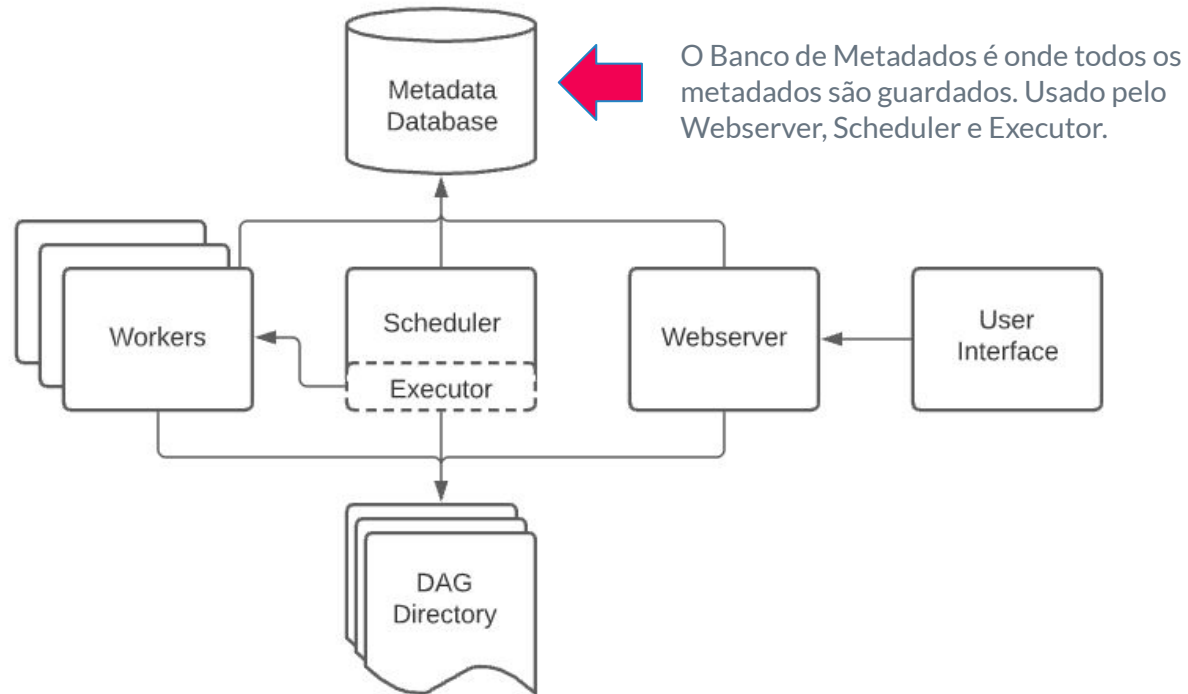 Metadata
Database
O Banco de Metadados é onde todos os
metadados são guardados. Usado pelo
Webserver, Scheduler e Executor.
Workers
Scheduler
Executor
Webserver
User
Interface
DAG
Directory